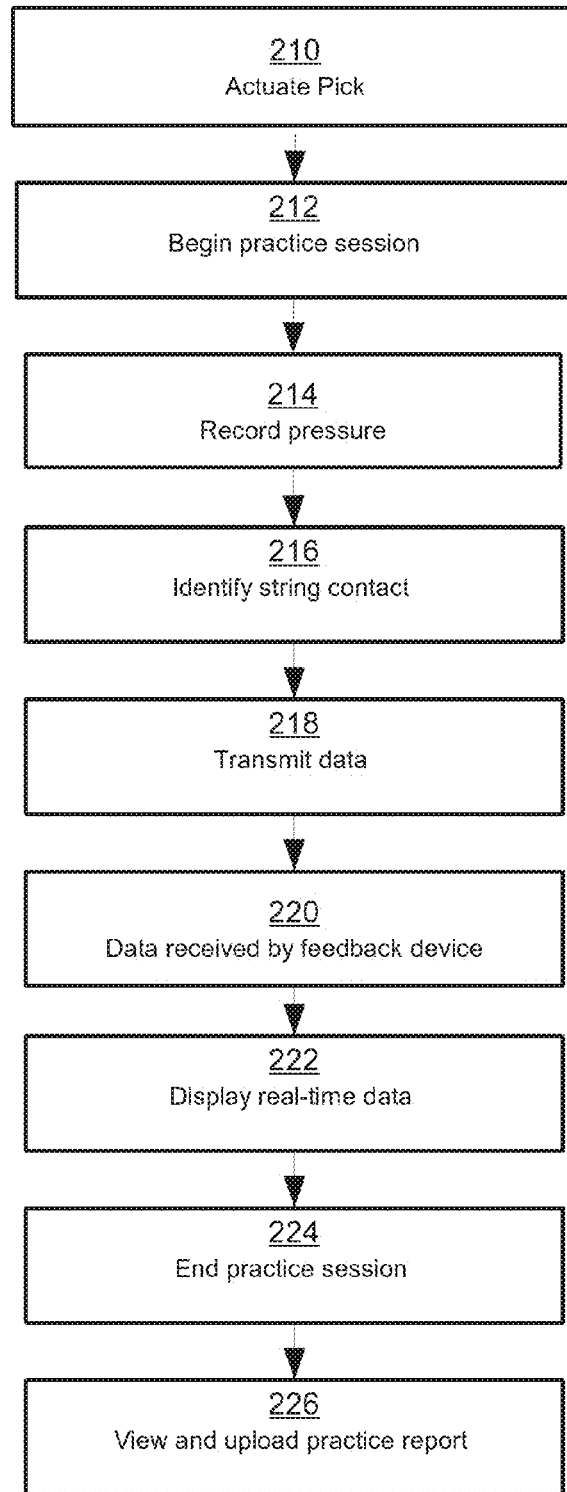 210
Actuate Pick
212
Begin practice session
214
Record pressure
216
Identify string contact
218
Transmit data
220
Data received by feedback device
222
Display real-time data
224
End practice session
226
View and upload practice report